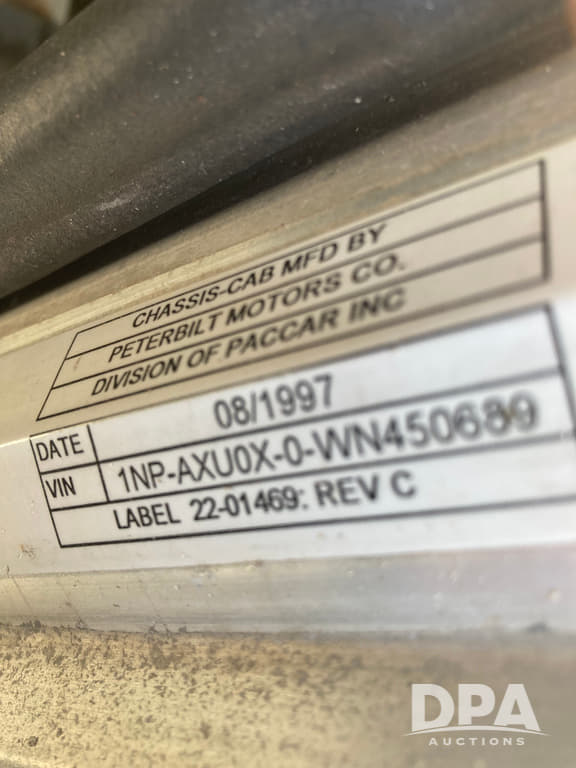 CHASSIS-CAB MFD BY
PETERBILT MOTORS CO.
DIVISION OF PACCAR INC
DATE 08/1997
VIN 1NP-AXU0X-0-WN450689
LABEL 22-01469: REV C
DPA
AUCTIONS